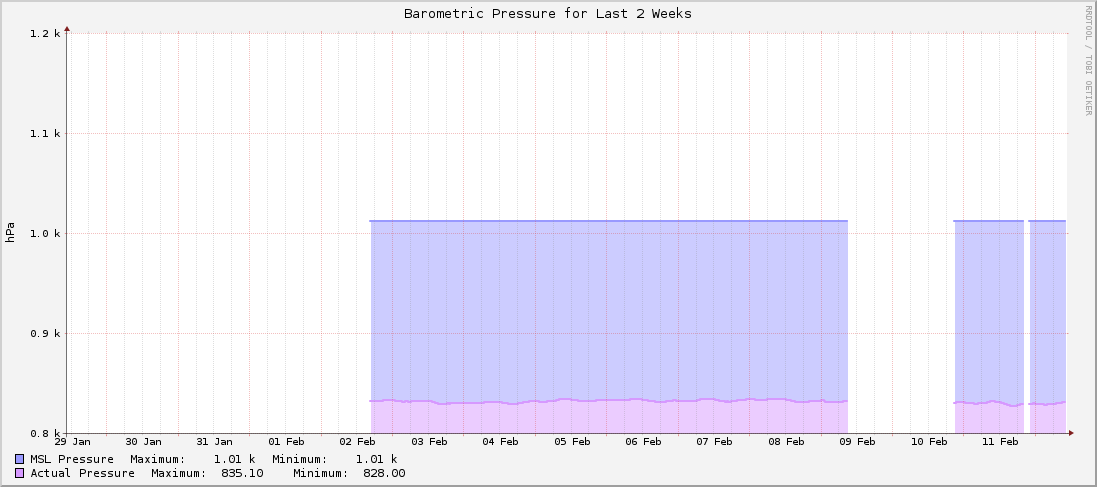 Barometric Pressure for Last 2 Weeks
RRDTOOL / TOBI OETIKER
hPa
1.2 k
1.1 k
1.0 k
0.9 k
0.8 k
29 Jan 30 Jan 31 Jan 01 Feb 02 Feb 03 Feb 04 Feb 05 Feb 06 Feb 07 Feb 08 Feb 09 Feb 10 Feb 11 Feb
MSL Pressure Maximum: 1.01 k Minimum: 1.01 k
Actual Pressure Maximum: 835.10 Minimum: 828.00